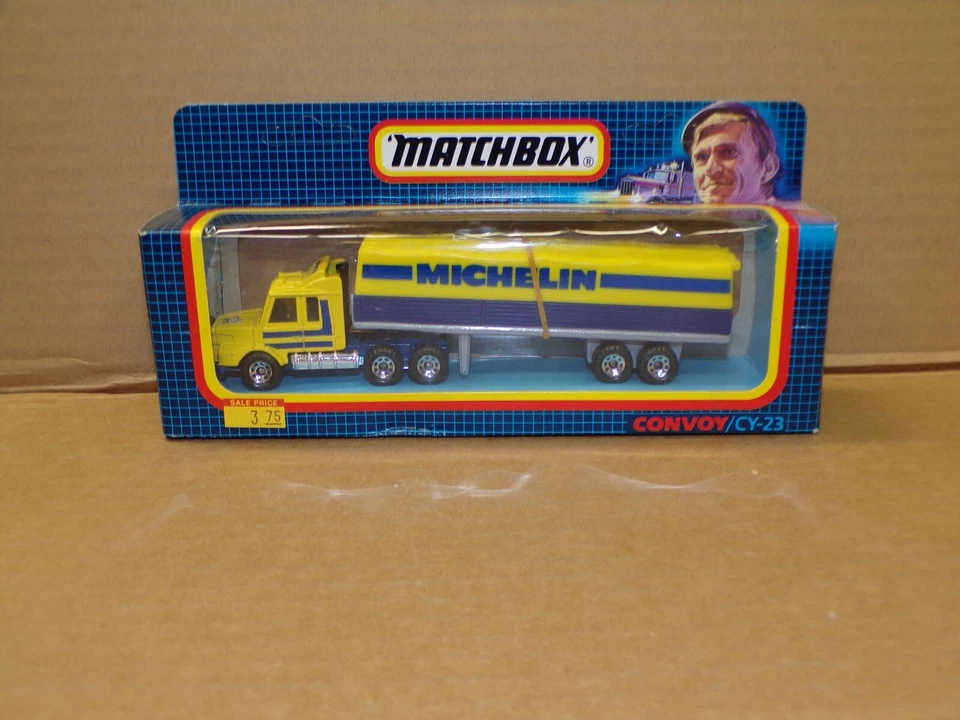 'MATCHBOX'®
MICHELIN
SALE PRICE
3 75
CONVOY/CY-23